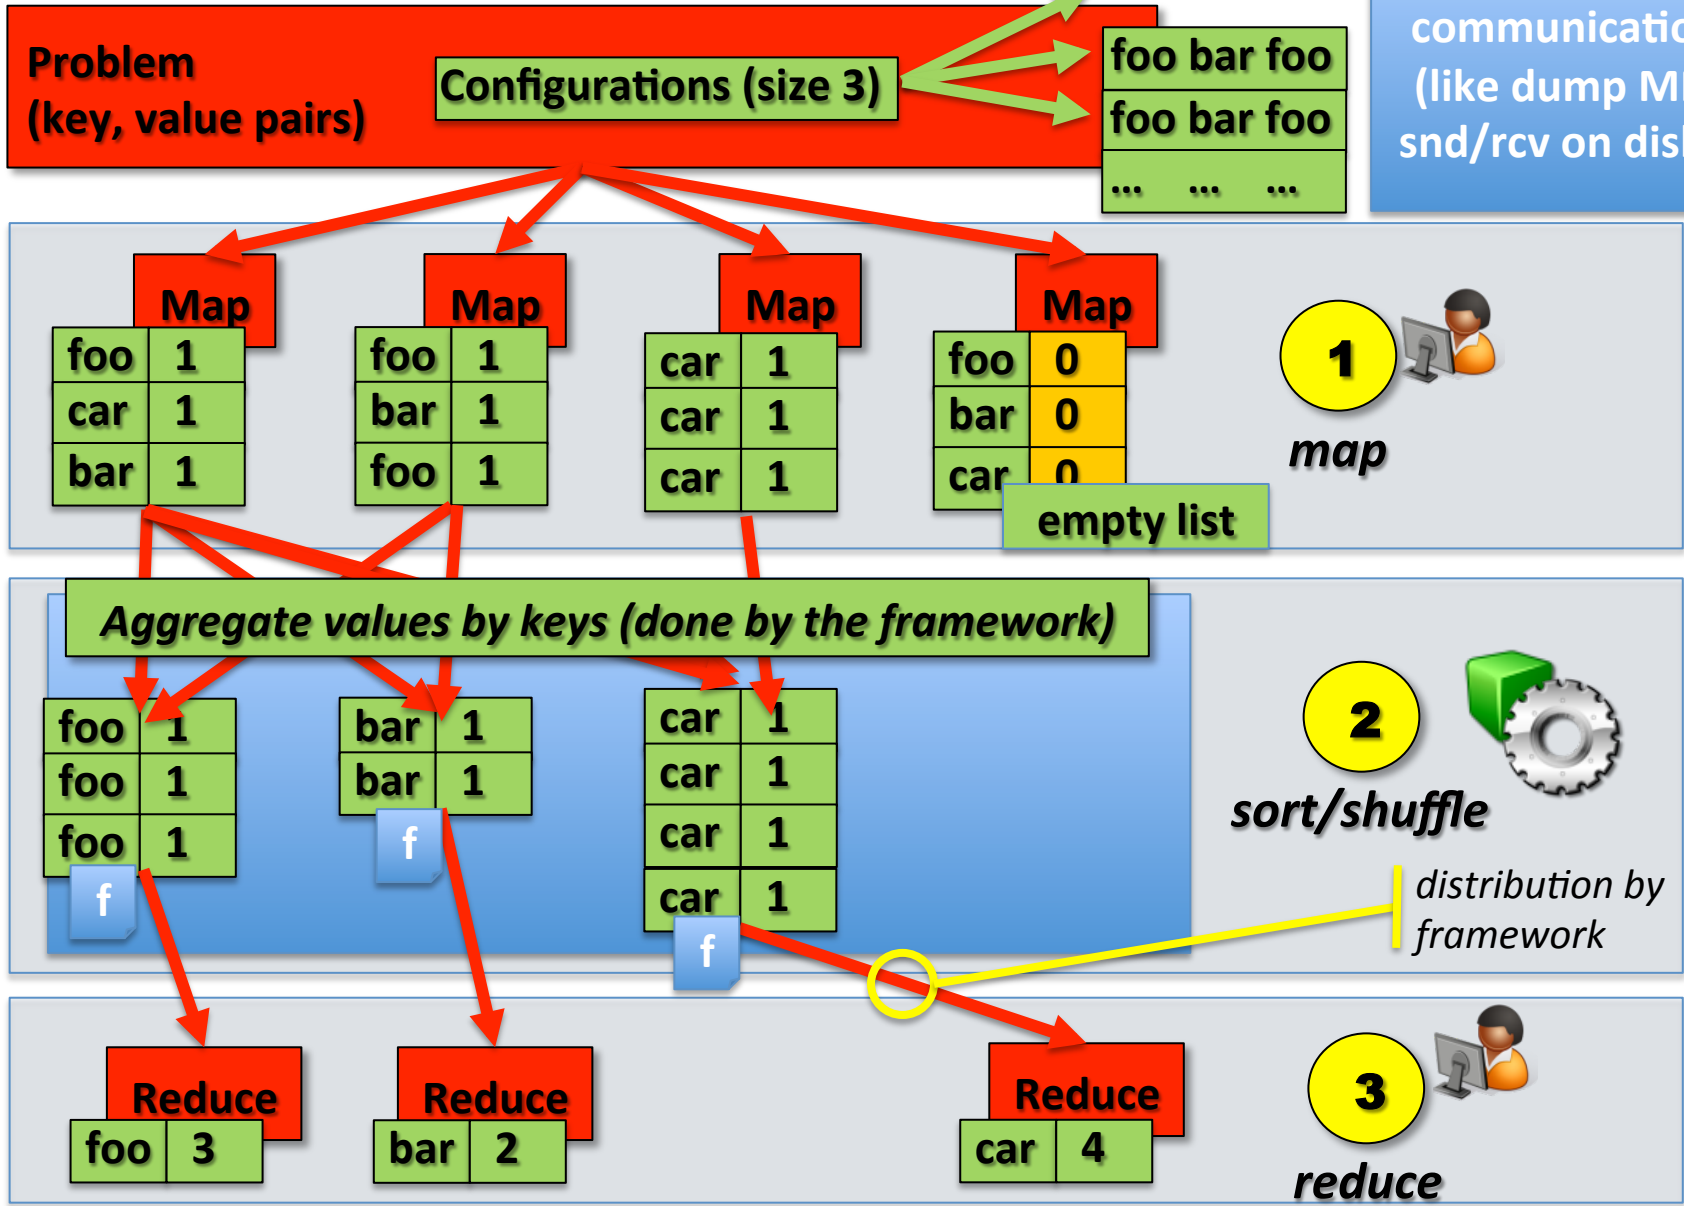 Problem
(key, value pairs)
Configurations (size 3)
foo bar foo
foo bar foo
... ... ...
(like dump
snd/rcv on
Map
foo 1
car 1
bar 1
Map
foo 1
bar 1
foo 1
Map
car 1
car 1
car 1
Map
foo 0
bar 0
car 0
empty list
1
map
Aggregate values by keys (done by the framework)
foo 1
foo 1
foo 1
f
bar 1
bar 1
f
car 1
car 1
car 1
car 1
f
2
sort/shuffle
distribution by
framework
Reduce
foo 3
Reduce
bar 2
Reduce
car 4
3
reduce